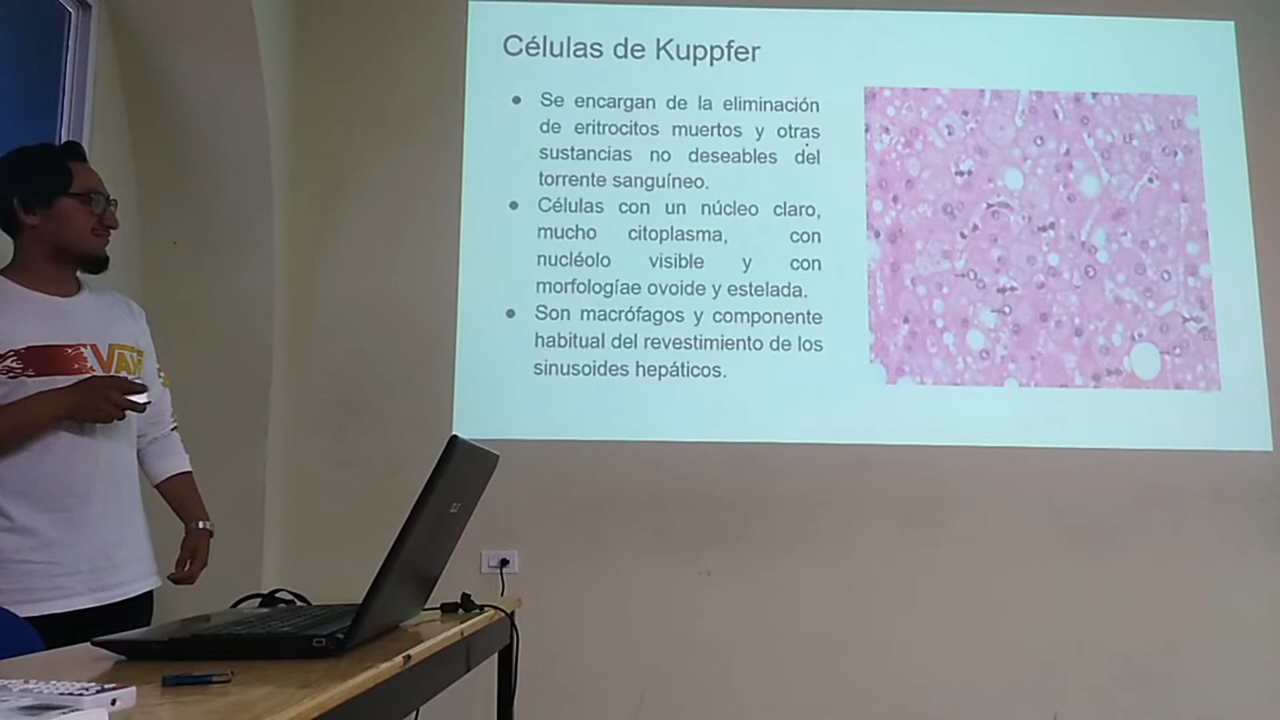 Células de Kuppfer
● Se encargan de la eliminación
de eritrocitos muertos y otras
sustancias no deseables del
torrente sanguíneo.
● Células con un núcleo claro,
mucho citoplasma, con
nucléolo visible y con
morfologíae ovoide y estelada.
● Son macrófagos y componente
habitual del revestimiento de los
sinusoides hepáticos.